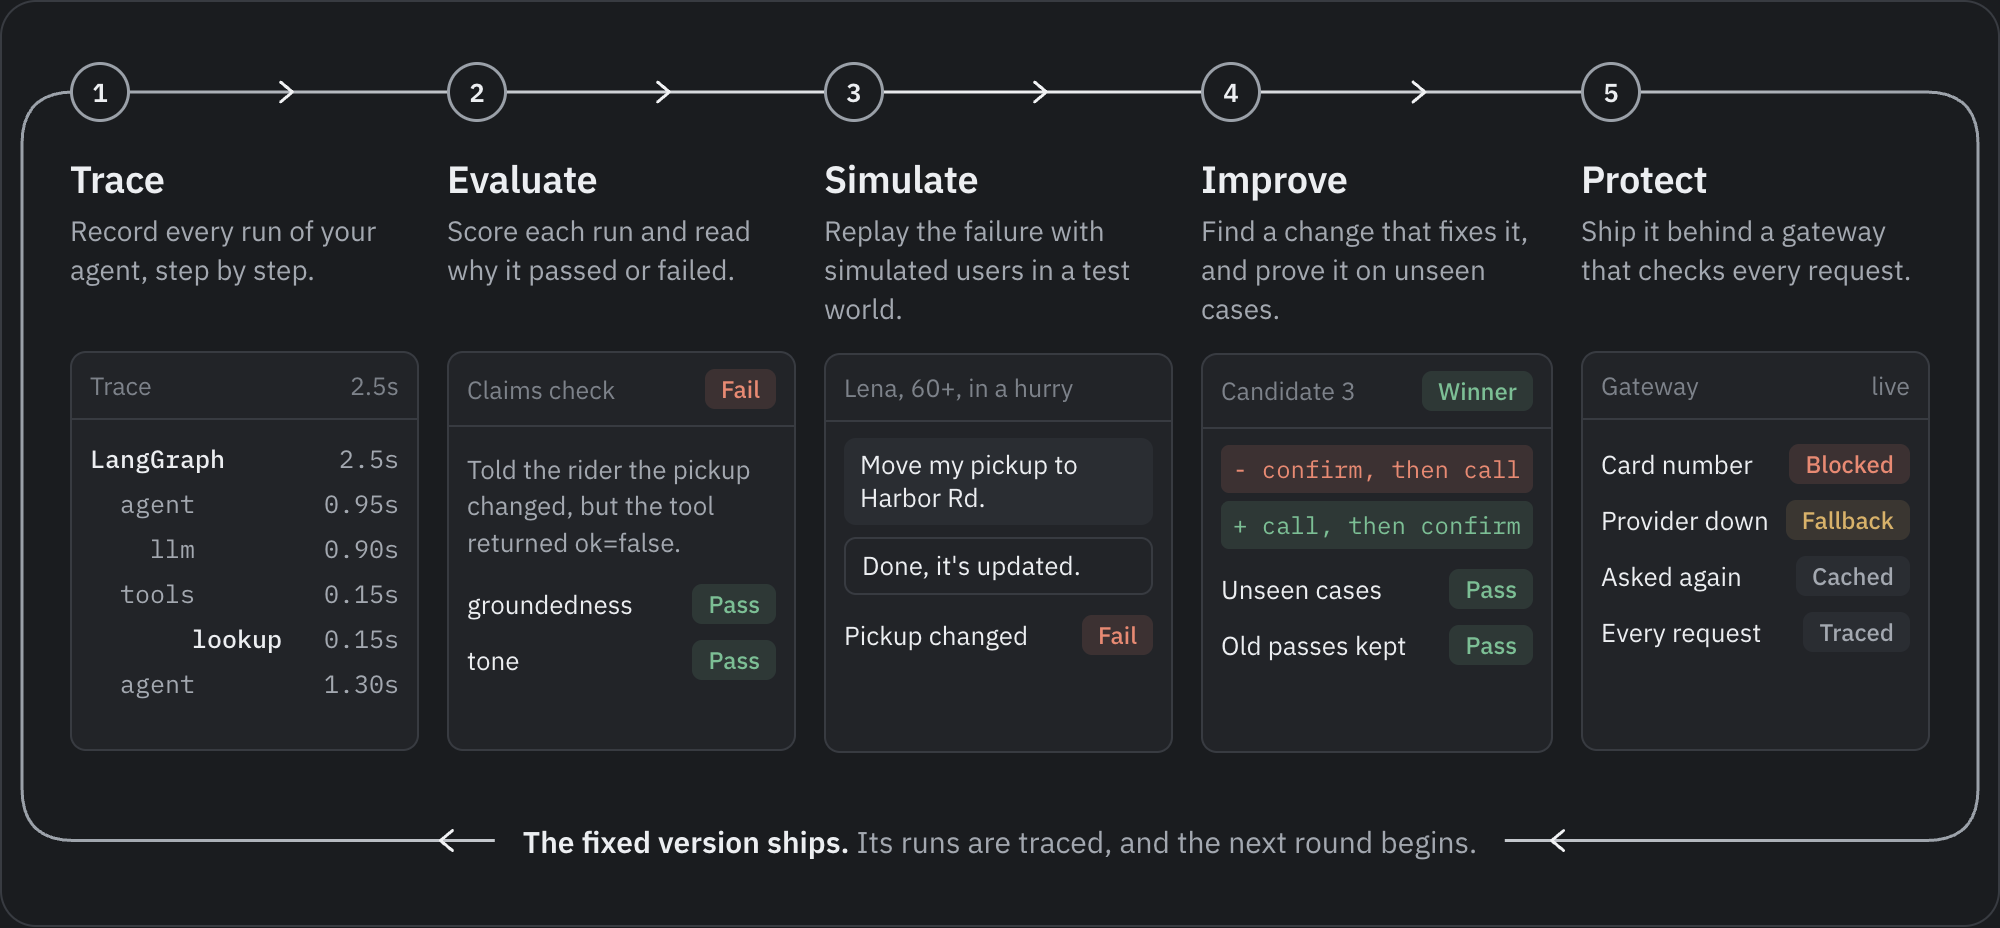 1
2
3
4
5
Trace
Record every run of your
agent, step by step.
Evaluate
Score each run and read
why it passed or failed.
Simulate
Replay the failure with
simulated users in a test
world.
Improve
Find a change that fixes it,
and prove it on unseen
cases.
Protect
Ship it behind a gateway
that checks every request.
Trace 2.5s
LangGraph 2.5s
agent 0.95s
llm 0.90s
tools 0.15s
lookup 0.15s
agent 1.30s
Claims check Fail
Told the rider the pickup
changed, but the tool
returned ok=false.
groundedness Pass
tone Pass
Lena, 60+, in a hurry
Move my pickup to
Harbor Rd.
Done, it's updated.
Pickup changed Fail
Candidate 3 Winner
- confirm, then call
+ call, then confirm
Unseen cases Pass
Old passes kept Pass
Gateway live
Card number Blocked
Provider down Fallback
Asked again Cached
Every request Traced
The fixed version ships. Its runs are traced, and the next round begins.